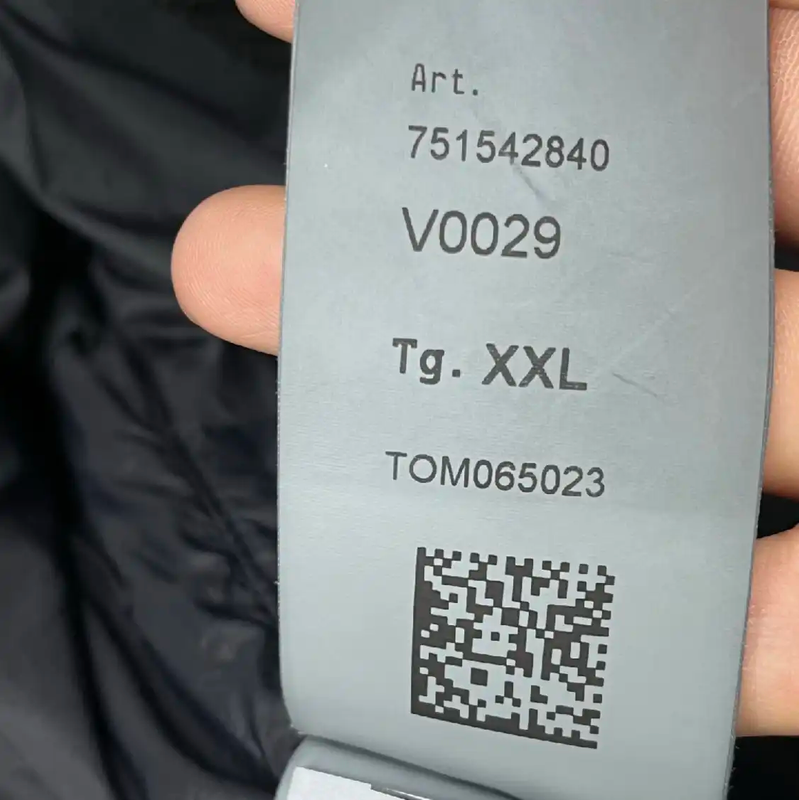 Art.
751542840
V0029
Tg. XXL
TOM065023